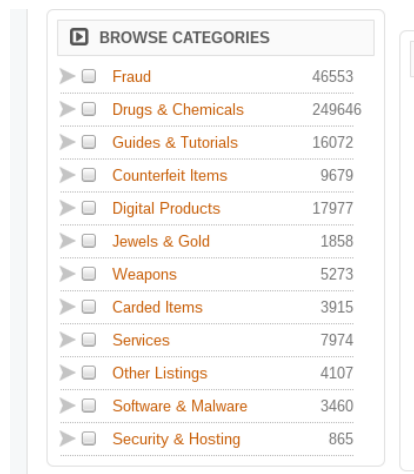 BROWSE CATEGORIES
Fraud 46553
Drugs & Chemicals 249646
Guides & Tutorials 16072
Counterfeit Items 9679
Digital Products 17977
Jewels & Gold 1858
Weapons 5273
Carded Items 3915
Services 7974
Other Listings 4107
Software & Malware 3460
Security & Hosting 865